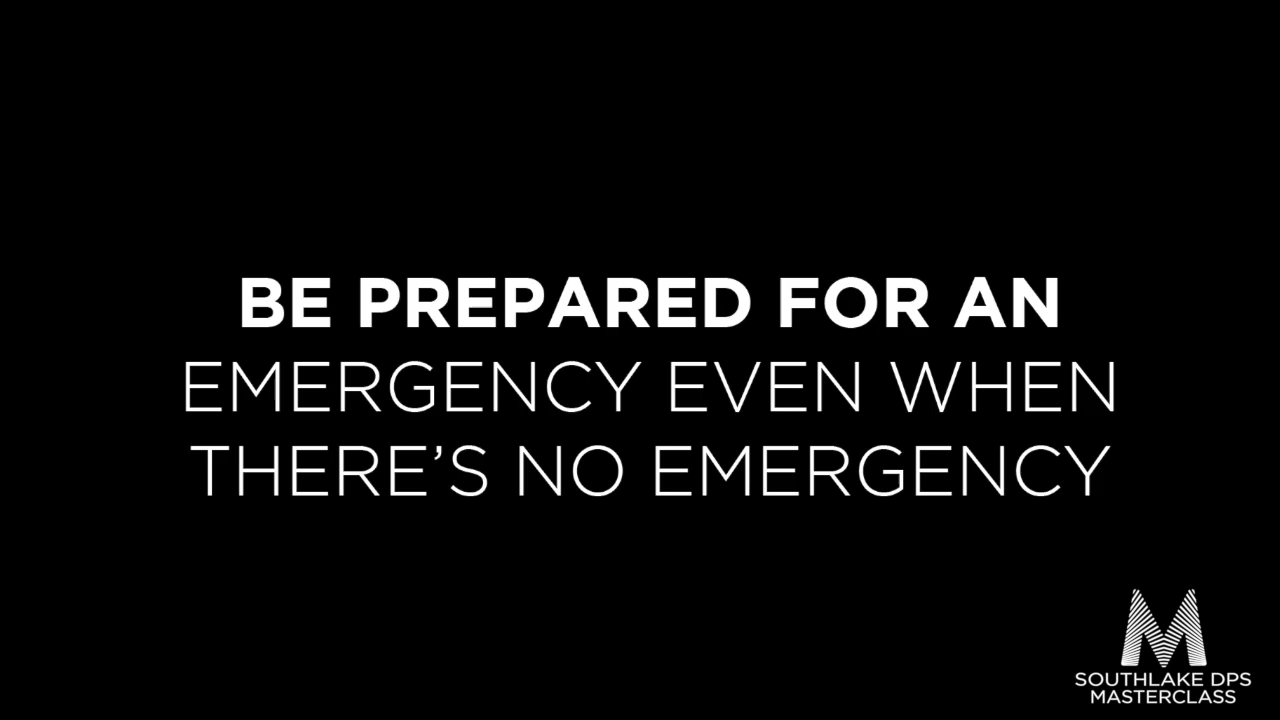 BE PREPARED FOR AN
EMERGENCY EVEN WHEN
THERE’S NO EMERGENCY
M
SOUTHLAKE DPS
MASTERCLASS